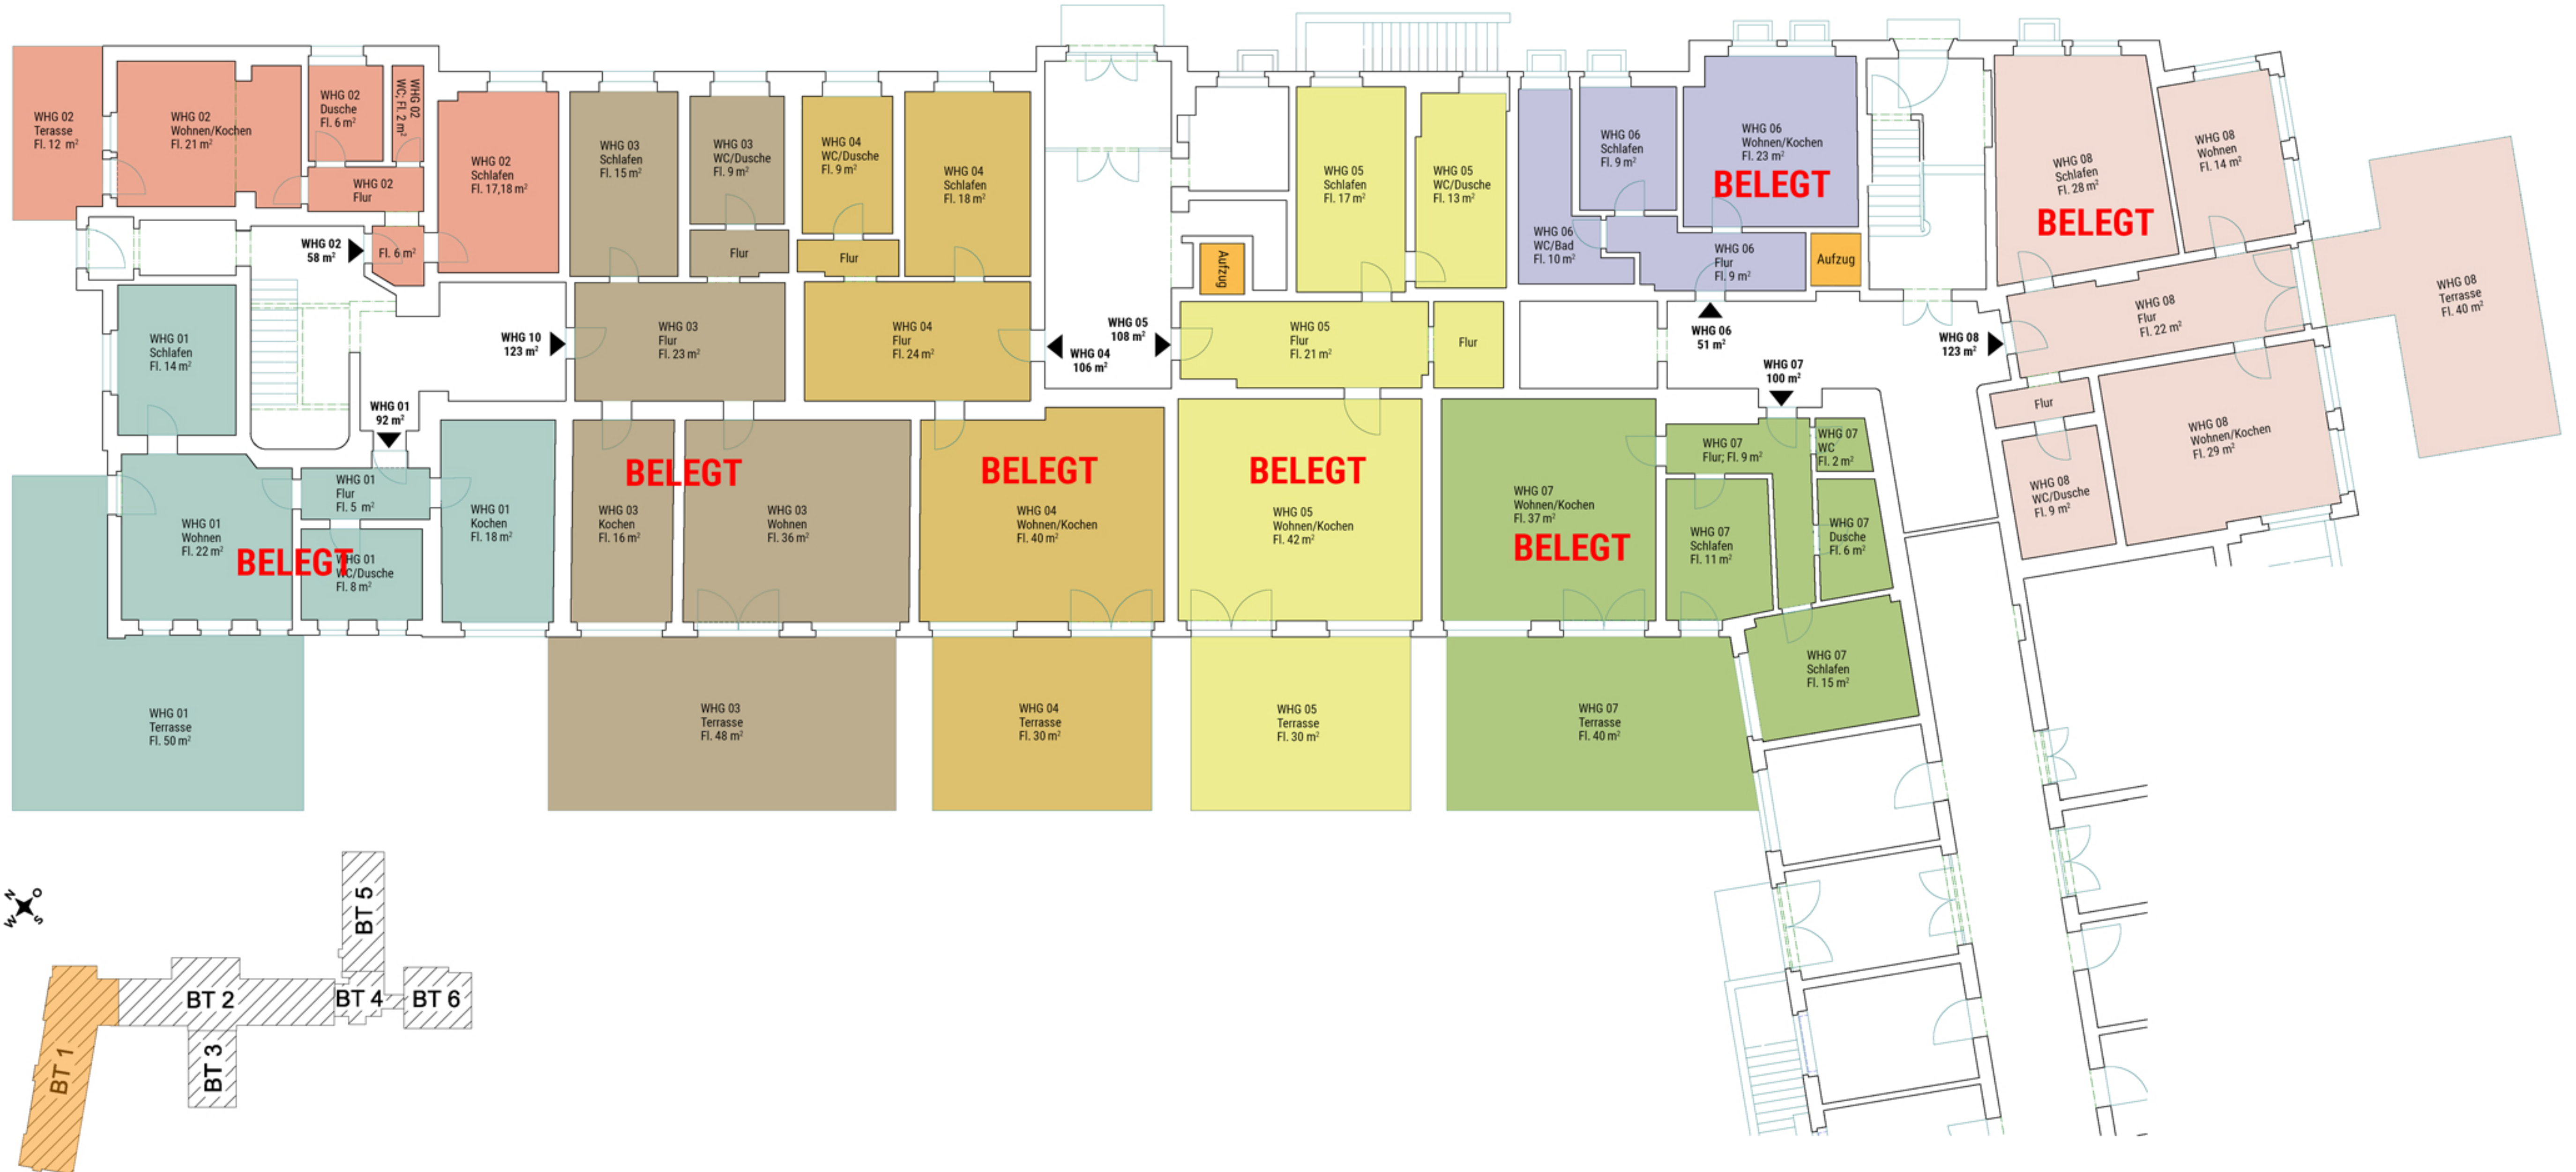 WHG 02
Terasse
Fl. 12 m²
WHG 02
Wohnen/Kochen
Fl. 21 m²
WHG 02
Dusche
Fl. 6 m²
WHG 02
WC; Fl. 2 m²
WHG 02
Flur
WHG 02
Schlafen
Fl. 17,18 m²
WHG 02
58 m²
Fl. 6 m²
WHG 03
Schlafen
Fl. 15 m²
WHG 03
WC/Dusche
Fl. 9 m²
Flur
WHG 04
WC/Dusche
Fl. 9 m²
Flur
WHG 04
Schlafen
Fl. 18 m²
Aufzug
WHG 05
Schlafen
Fl. 17 m²
WHG 05
WC/Dusche
Fl. 13 m²
WHG 06
WC/Bad
Fl. 10 m²
WHG 06
Schlafen
Fl. 9 m²
WHG 06
Wohnen/Kochen
Fl. 23 m²
BELEGT
WHG 06
Flur
Fl. 9 m²
Aufzug
WHG 08
Schlafen
Fl. 28 m²
BELEGT
WHG 08
Wohnen
Fl. 14 m²
WHG 08
Terrasse
Fl. 40 m²
WHG 08
Flur
Fl. 22 m²
WHG 01
Schlafen
Fl. 14 m²
WHG 10
123 m²
WHG 03
Flur
Fl. 23 m²
WHG 04
Flur
Fl. 24 m²
WHG 04
106 m²
WHG 05
108 m²
WHG 05
Flur
Fl. 21 m²
Flur
WHG 06
51 m²
WHG 07
100 m²
WHG 08
123 m²
Flur
WHG 08
Wohnen/Kochen
Fl. 29 m²
WHG 08
WC/Dusche
Fl. 9 m²
WHG 01
92 m²
WHG 01
Flur
Fl. 5 m²
WHG 01
Wohnen
Fl. 22 m²
BELEGT
WHG 01
WC/Dusche
Fl. 8 m²
WHG 01
Kochen
Fl. 18 m²
BELEGT
WHG 03
Kochen
Fl. 16 m²
WHG 03
Wohnen
Fl. 36 m²
BELEGT
WHG 04
Wohnen/Kochen
Fl. 40 m²
BELEGT
WHG 05
Wohnen/Kochen
Fl. 42 m²
WHG 07
Wohnen/Kochen
Fl. 37 m²
BELEGT
WHG 07
Flur; Fl. 9 m²
WHG 07
WC
Fl. 2 m²
WHG 07
Schlafen
Fl. 11 m²
WHG 07
Dusche
Fl. 6 m²
WHG 07
Schlafen
Fl. 15 m²
WHG 01
Terrasse
Fl. 50 m²
WHG 03
Terrasse
Fl. 48 m²
WHG 04
Terrasse
Fl. 30 m²
WHG 05
Terrasse
Fl. 30 m²
WHG 07
Terrasse
Fl. 40 m²
N
O
W
S
BT 5
BT 2
BT 4
BT 6
BT 3
BT 1